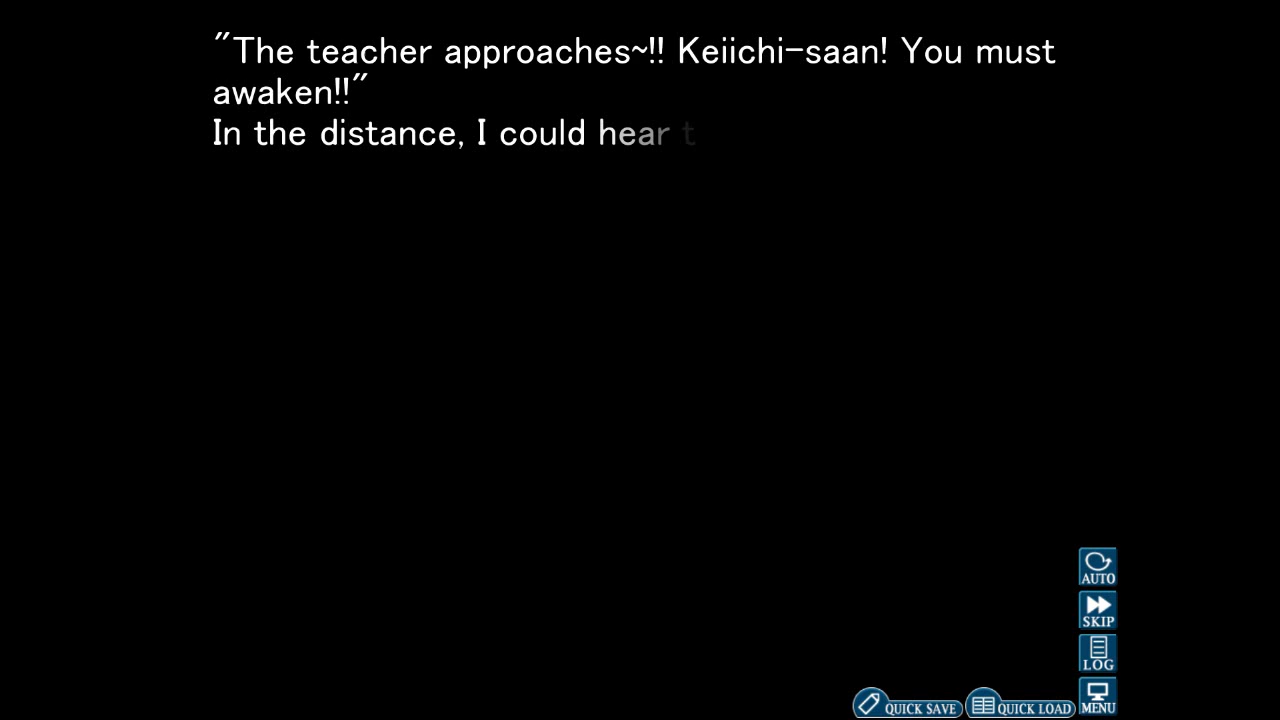 "The teacher approaches~!! Keiichi-saan! You must
awaken!!"
In the distance, I could hear t
AUTO
SKIP
LOG
QUICK SAVE
QUICK LOAD
MENU